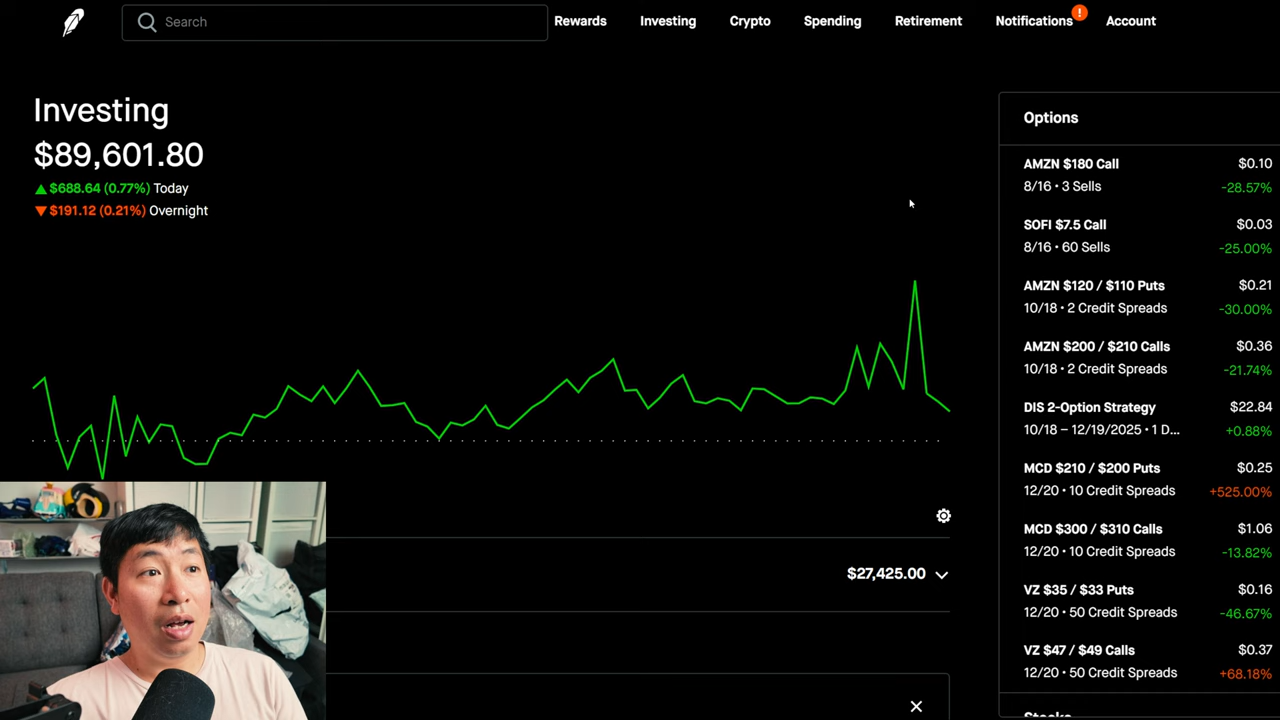 Search
Rewards
Investing
Crypto
Spending
Retirement
Notifications
!
Account
Investing
$89,601.80
▲ $688.64 (0.77%) Today
▼ $191.12 (0.21%) Overnight
$27,425.00
Options
AMZN $180 Call $0.10
8/16 • 3 Sells -28.57%
SOFI $7.5 Call $0.03
8/16 • 60 Sells -25.00%
AMZN $120 / $110 Puts $0.21
10/18 • 2 Credit Spreads -30.00%
AMZN $200 / $210 Calls $0.36
10/18 • 2 Credit Spreads -21.74%
DIS 2-Option Strategy $22.84
10/18 – 12/19/2025 • 1 D... +0.88%
MCD $210 / $200 Puts $0.25
12/20 • 10 Credit Spreads +525.00%
MCD $300 / $310 Calls $1.06
12/20 • 10 Credit Spreads -13.82%
VZ $35 / $33 Puts $0.16
12/20 • 50 Credit Spreads -46.67%
VZ $47 / $49 Calls $0.37
12/20 • 50 Credit Spreads +68.18%